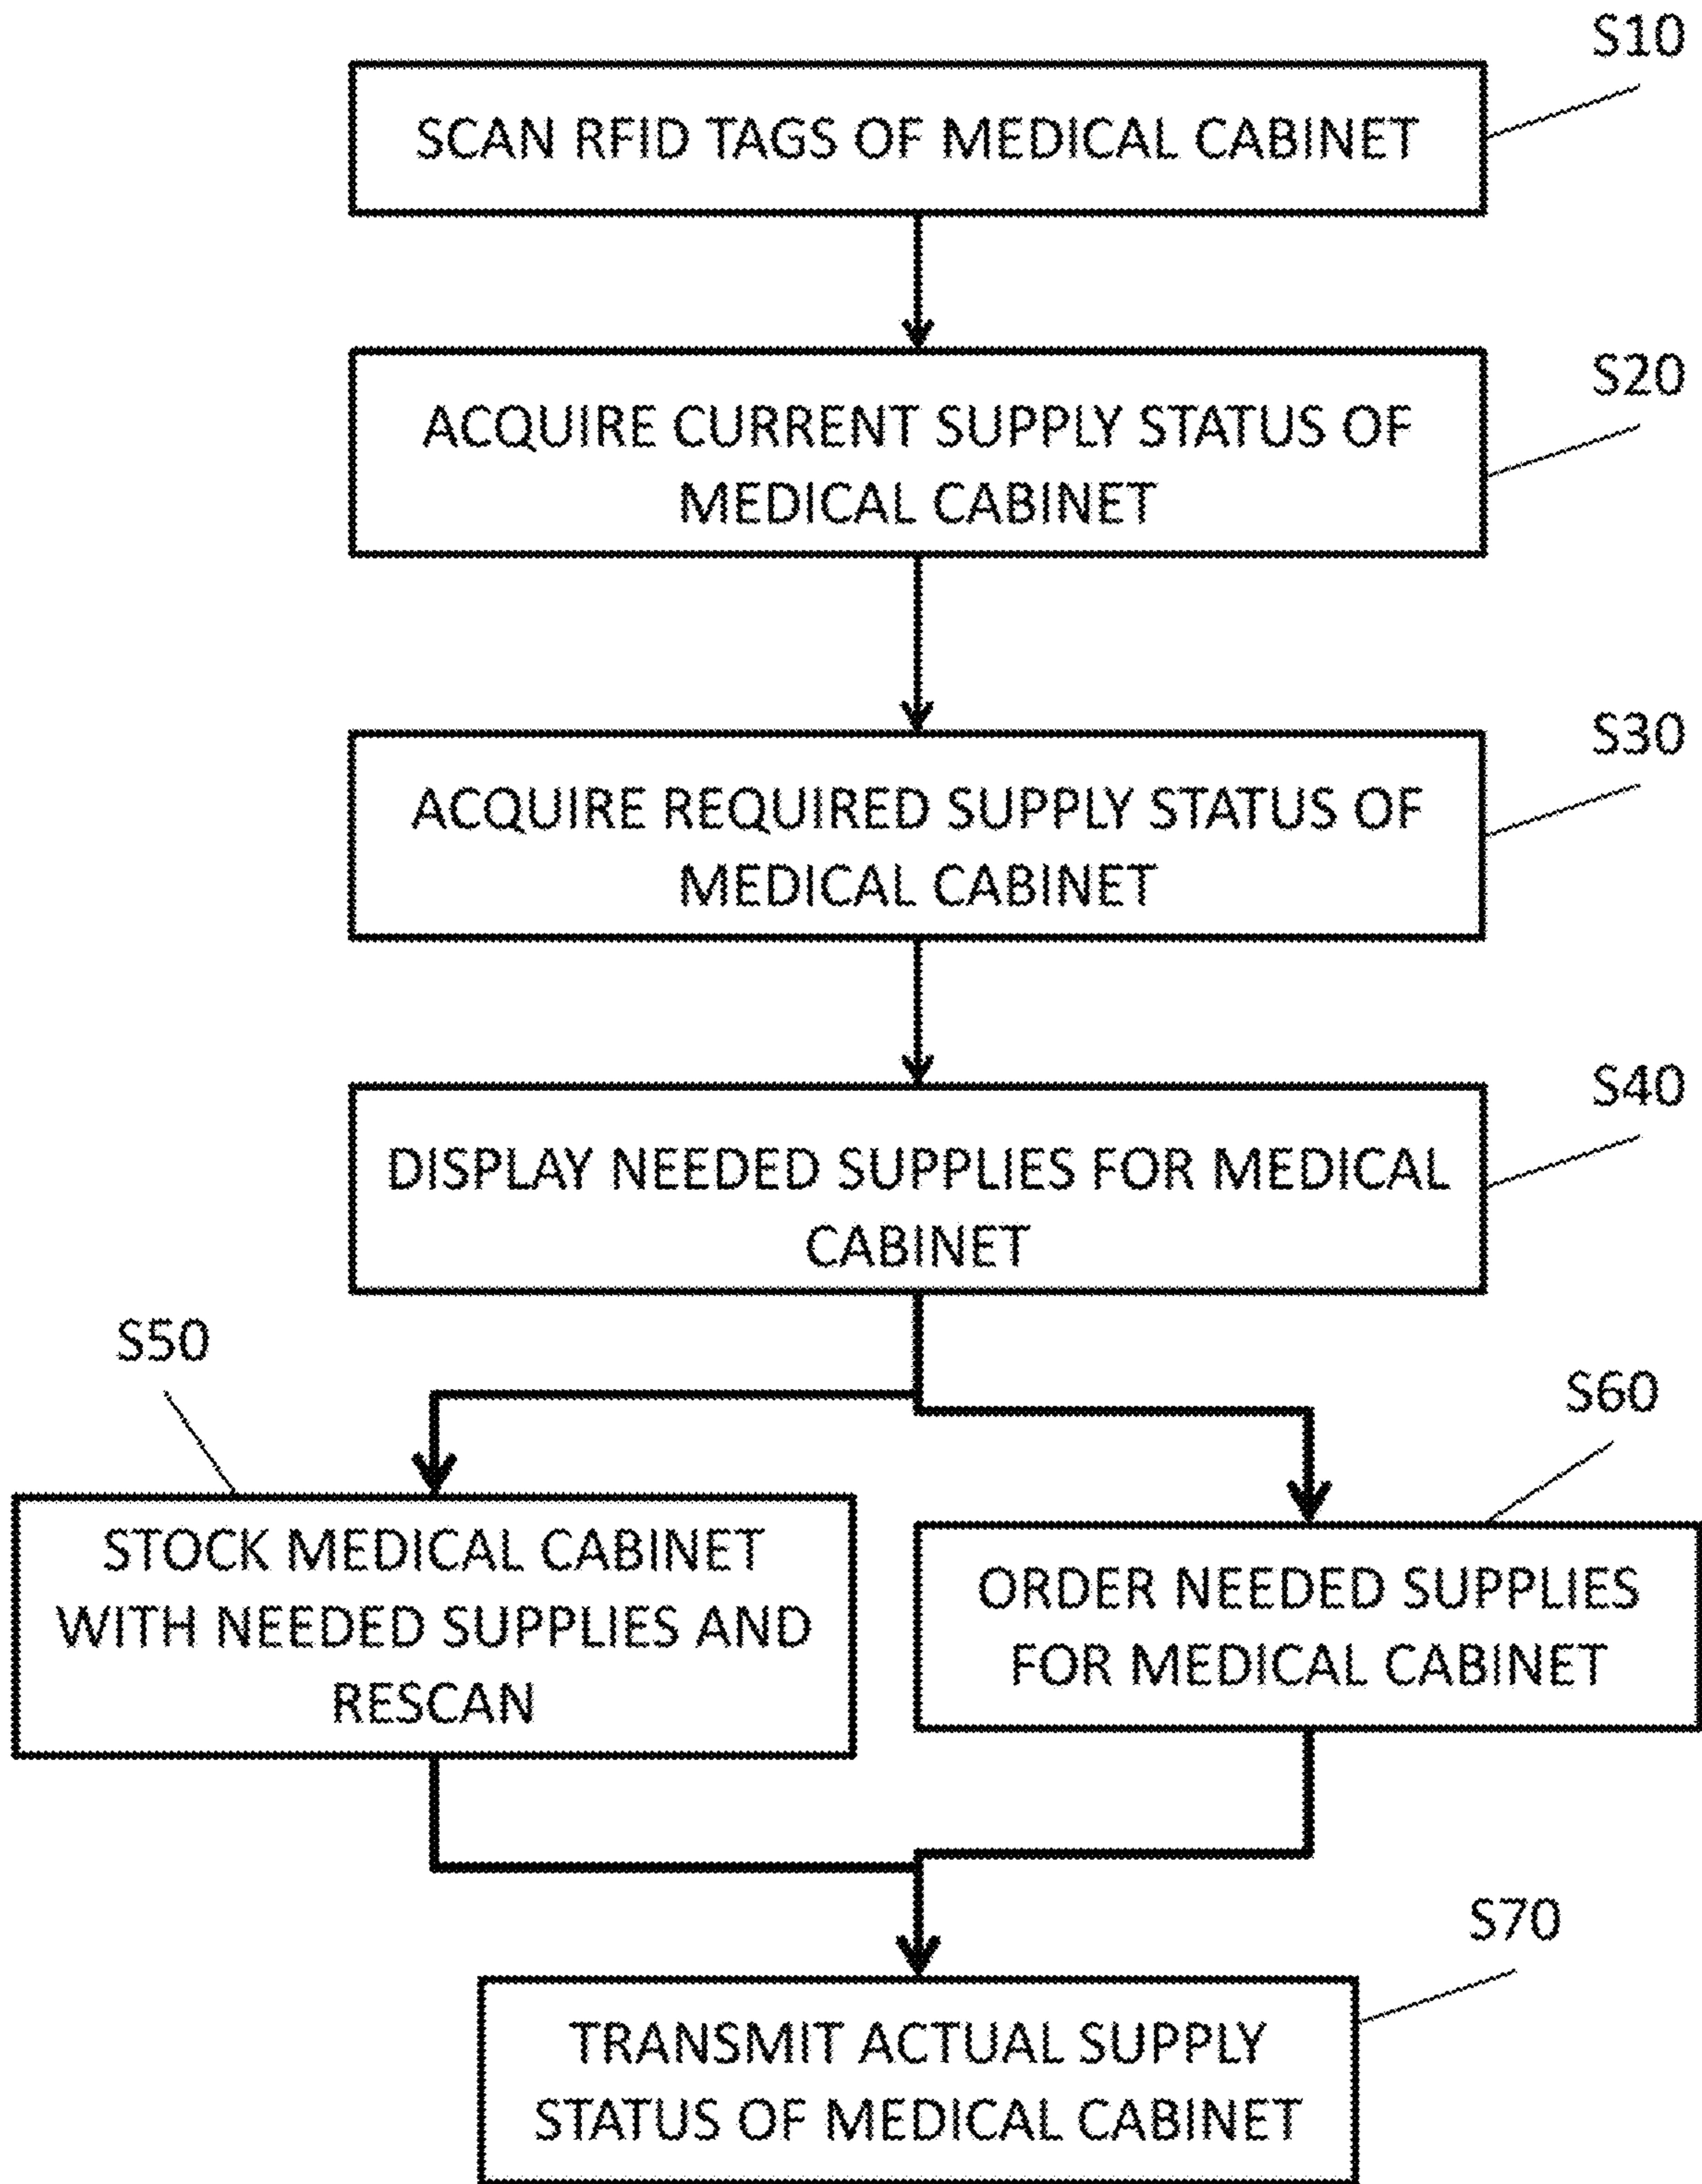 S10
SCAN RFID TAGS OF MEDICAL CABINET
S20
ACQUIRE CURRENT SUPPLY STATUS OF
MEDICAL CABINET
S30
ACQUIRE REQUIRED SUPPLY STATUS OF
MEDICAL CABINET
S40
DISPLAY NEEDED SUPPLIES FOR MEDICAL
CABINET
S50
STOCK MEDICAL CABINET
WITH NEEDED SUPPLIES AND
RESCAN
S60
ORDER NEEDED SUPPLIES
FOR MEDICAL CABINET
S70
TRANSMIT ACTUAL SUPPLY
STATUS OF MEDICAL CABINET